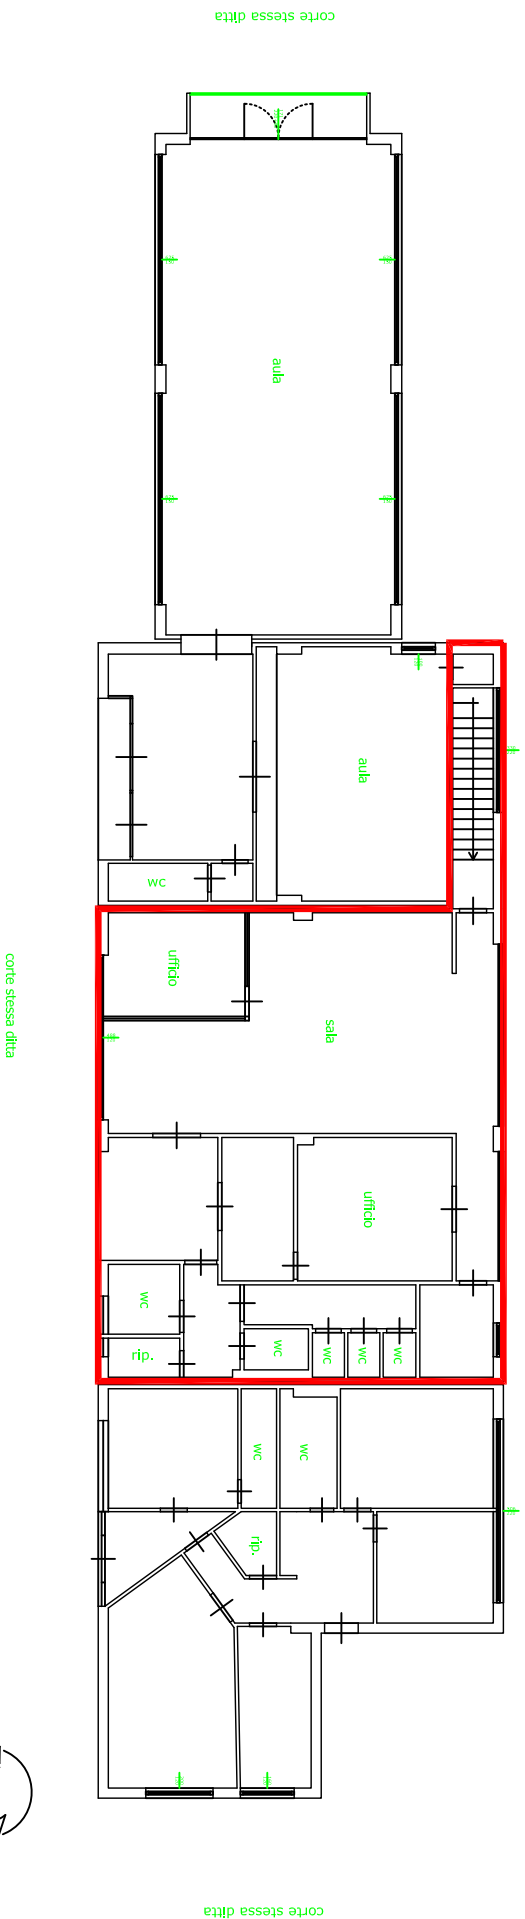 corte stessa ditta
aula
aula
wc
ufficio
corte stessa ditta
sala
ufficio
wc
wc
wc
wc
wc
rip.
wc
wc
rip.
corte stessa ditta